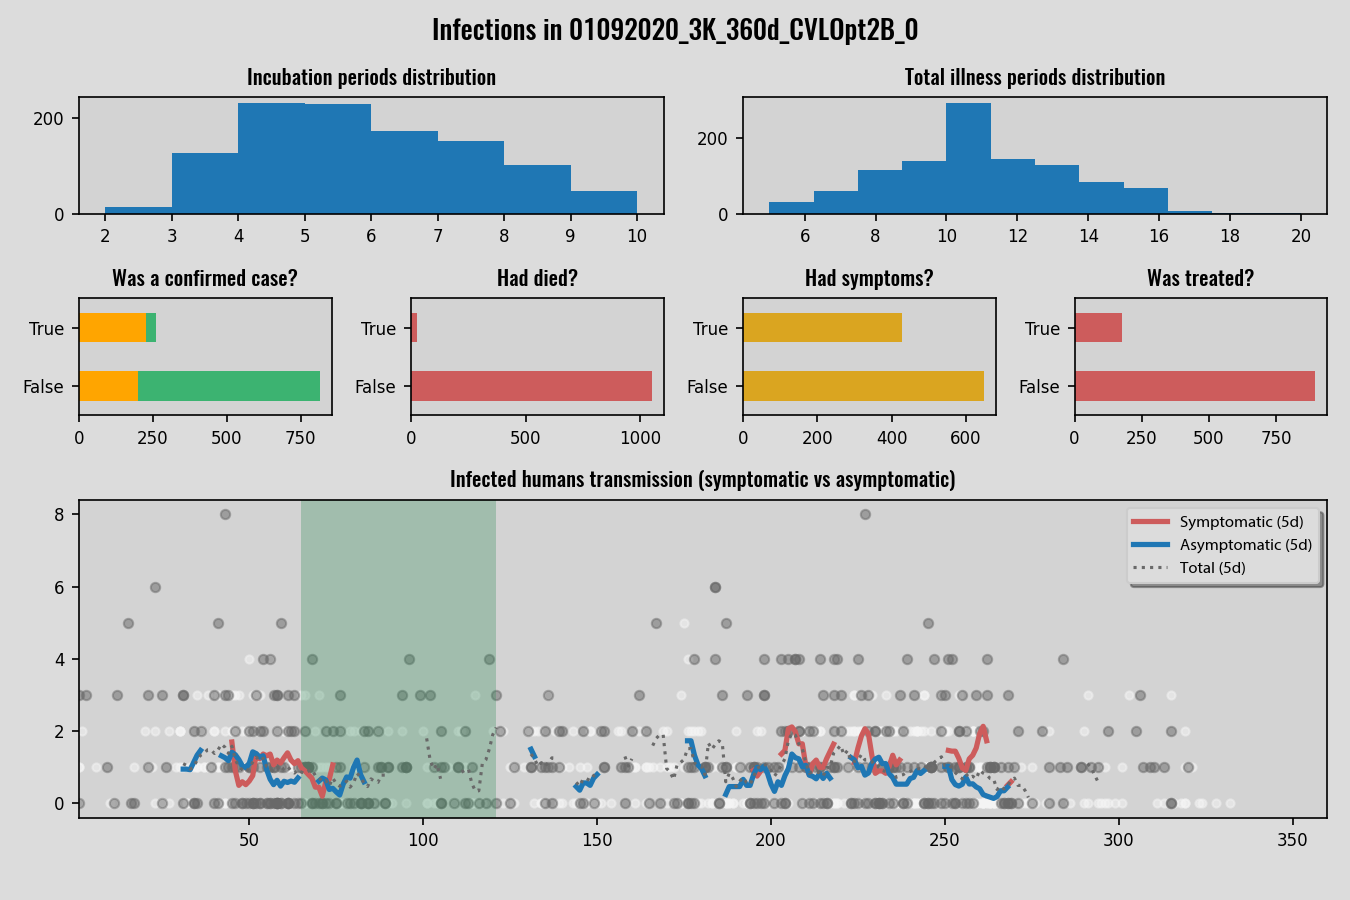 Infections in 01092020_3K_360d_CVLOpt2B_0
Incubation periods distribution
Total illness periods distribution
200
0
2 3 4 5 6 7 8 9 10
200
0
6 8 10 12 14 16 18 20
Was a confirmed case?
Had died?
Had symptoms?
Was treated?
True
False
0 250 500 750
True
False
0 500 1000
True
False
0 200 400 600
True
False
0 250 500 750
Infected humans transmission (symptomatic vs asymptomatic)
8
6
4
2
0
Symptomatic (5d)
Asymptomatic (5d)
Total (5d)
50 100 150 200 250 300 350